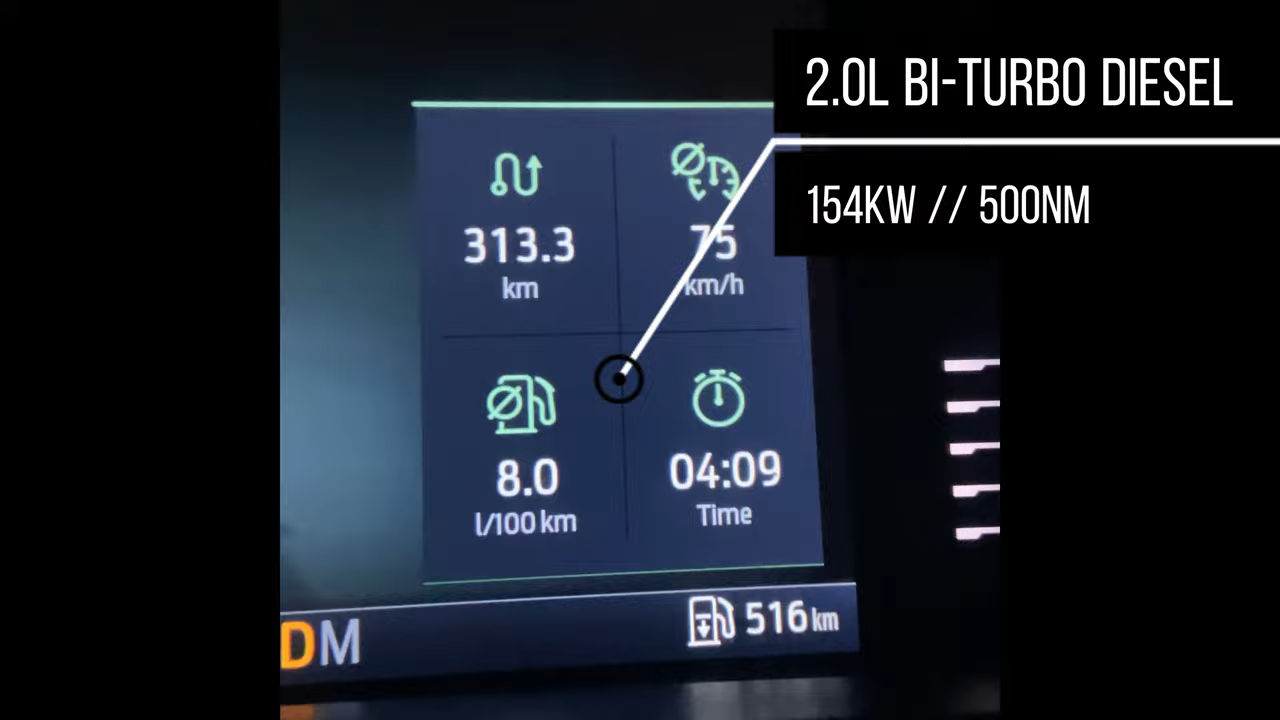 2.0L BI-TURBO DIESEL
154KW // 500NM
313.3
km
75
km/h
8.0
l/100 km
04:09
Time
DM
516 km